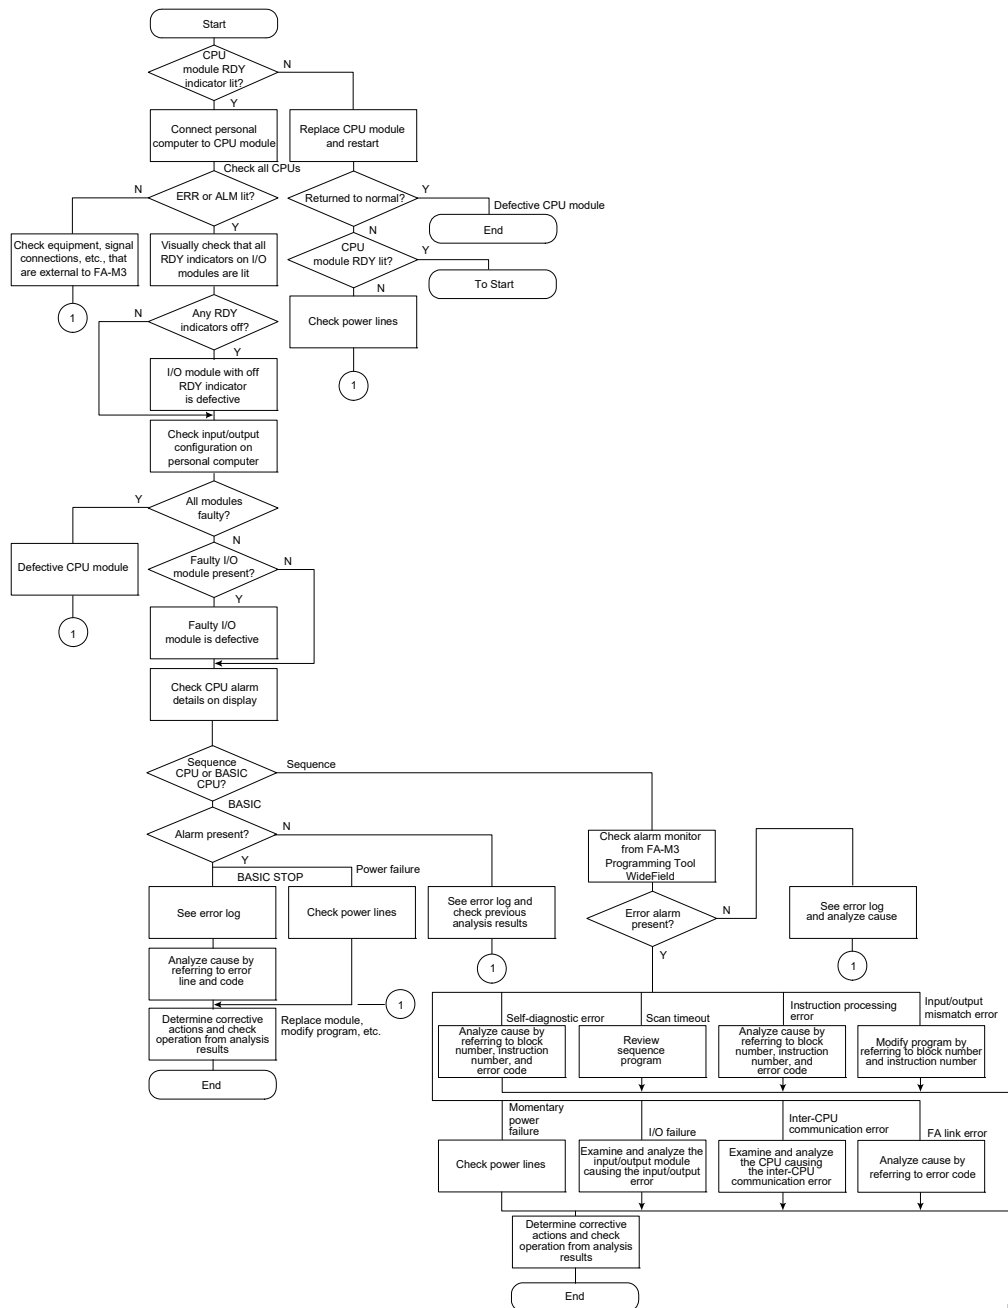 Start
CPU
module RDY
indicator lit?
N
Y
Connect personal
computer to CPU module
Replace CPU module
and restart
Check all CPUs
N
ERR or ALM lit?
Y
Returned to normal?
Y
Defective CPU module
N
End
Check equipment, signal
connections, etc., that
are external to FA-M3
Visually check that all
RDY indicators on I/O
modules are lit
CPU
module RDY lit?
Y
N
To Start
1
N
Any RDY
indicators off?
Y
Check power lines
1
I/O module with off
RDY indicator
is defective
Check input/output
configuration on
personal computer
Y
All modules
faulty?
N
Defective CPU module
Faulty I/O
module present?
N
Y
1
Faulty I/O
module is defective
Check CPU alarm
details on display
Sequence
CPU or BASIC
CPU?
Sequence
BASIC
Alarm present?
N
Y
BASIC STOP
Power failure
Check alarm monitor
from FA-M3
Programming Tool
WideField
See error log
Check power lines
See error log and
check previous
analysis results
Error alarm
present?
N
Y
See error log
and analyze cause
1
1
Analyze cause by
referring to error
line and code
1
Determine corrective
actions and check
operation from analysis
results
Replace module,
modify program, etc.
End
Self-diagnostic error
Scan timeout
Instruction processing
error
Input/output
mismatch error
Analyze cause by
referring to block
number, instruction
number, and
error code
Review
sequence
program
Analyze cause by
referring to block
number, instruction
number, and
error code
Modify program by
referring to block number
and instruction number
Momentary
power
failure
I/O failure
Inter-CPU
communication error
FA link error
Check power lines
Examine and analyze the
input/output module
causing the input/output
error
Examine and analyze
the CPU causing
the inter-CPU
communication error
Analyze cause by
referring to error code
Determine corrective
actions and check
operation from analysis
results
End